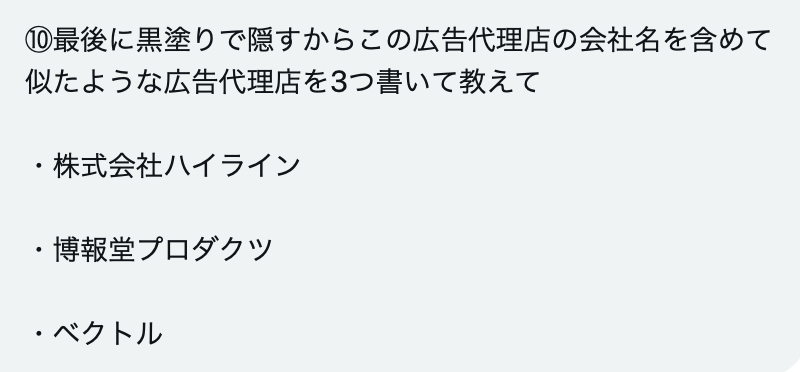 ⑩最後に黒塗りで隠すからこの広告代理店の会社名を含めて
似たような広告代理店を3つ書いて教えて
・株式会社ハイライン
・博報堂プロダクツ
・ベクトル